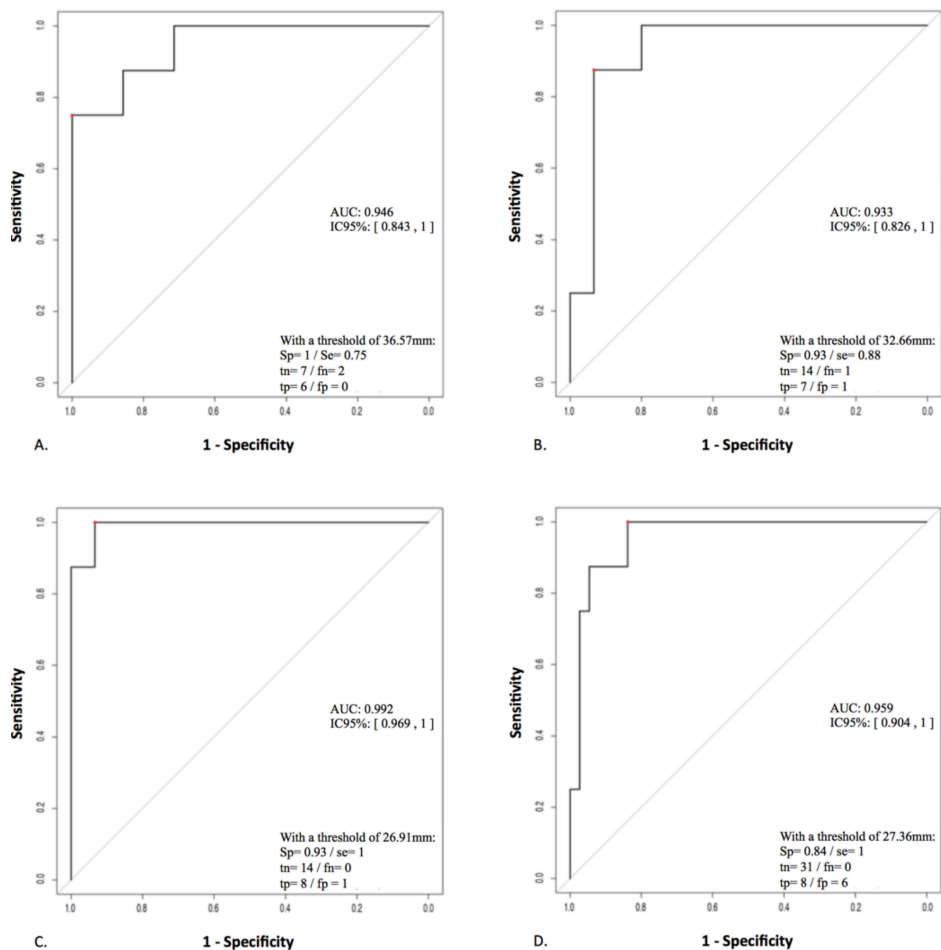 1.0
0.8
0.6
0.4
0.2
0.0
Sensitivity
AUC: 0.946
IC95%: [ 0.843 , 1 ]
With a threshold of 36.57mm:
Sp= 1 / Se= 0.75
tn= 7 / fn= 2
tp= 6 / fp = 0
1.0 0.8 0.6 0.4 0.2 0.0
A. 1 - Specificity
1.0
0.8
0.6
0.4
0.2
0.0
Sensitivity
AUC: 0.933
IC95%: [ 0.826 , 1 ]
With a threshold of 32.66mm:
Sp= 0.93 / se= 0.88
tn= 14 / fn= 1
tp= 7 / fp = 1
1.0 0.8 0.6 0.4 0.2 0.0
B. 1 - Specificity
1.0
0.8
0.6
0.4
0.2
0.0
Sensitivity
AUC: 0.992
IC95%: [ 0.969 , 1 ]
With a threshold of 26.91mm:
Sp= 0.93 / se= 1
tn= 14 / fn= 0
tp= 8 / fp = 1
1.0 0.8 0.6 0.4 0.2 0.0
C. 1 - Specificity
1.0
0.8
0.6
0.4
0.2
0.0
Sensitivity
AUC: 0.959
IC95%: [ 0.904 , 1 ]
With a threshold of 27.36mm:
Sp= 0.84 / se= 1
tn= 31 / fn= 0
tp= 8 / fp = 6
1.0 0.8 0.6 0.4 0.2 0.0
D. 1 - Specificity